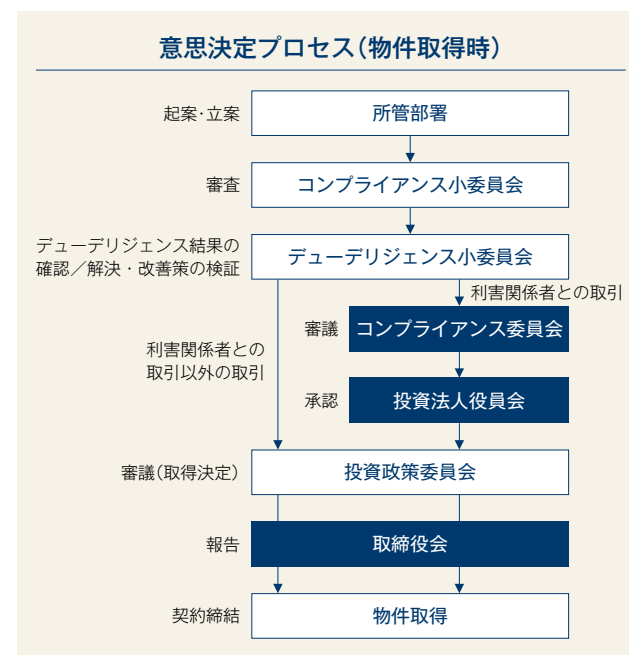 意思決定プロセス（物件取得時）
起案・立案
所管部署
審査
コンプライアンス小委員会
デューデリジェンス結果の
確認／解決・改善策の検証
デューデリジェンス小委員会
利害関係者との取引
審議
コンプライアンス委員会
利害関係者との
取引以外の取引
承認
投資法人役員会
審議（取得決定）
投資政策委員会
報告
取締役会
契約締結
物件取得